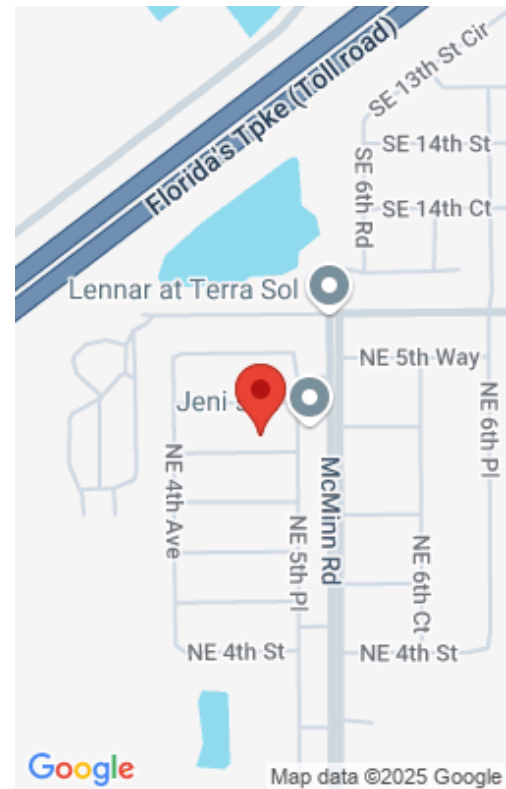 SE 13th St Cir
Florida's Tpke (Toll road)
SE 14th St
SE 6th Rd
SE 14th Ct
Lennar at Terra Sol
NE 5th Way
Jeni
NE 6th Pl
NE 4th Ave
McMinn Rd
NE 5th Pl
NE 6th Ct
NE 4th St
NE 4th St
Google
Map data ©2025 Google